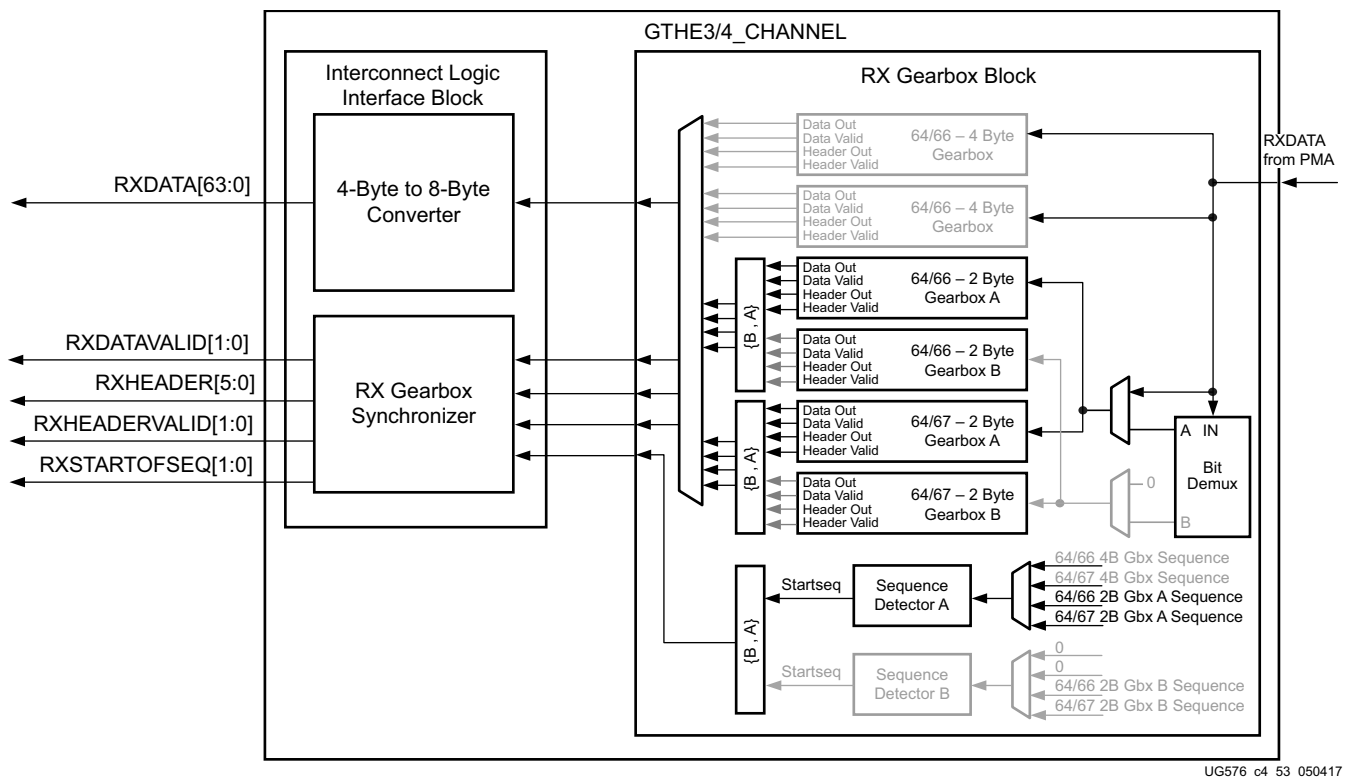 GTHE3/4_CHANNEL
Interconnect Logic
Interface Block
RX Gearbox Block
4-Byte to 8-Byte
Converter
RX Gearbox
Synchronizer
RXDATA[63:0]
RXDATAVALID[1:0]
RXHEADER[5:0]
RXHEADERVALID[1:0]
RXSTARTOFSEQ[1:0]
Data Out
Data Valid
Header Out
Header Valid
64/66 – 4 Byte
Gearbox
Data Out
Data Valid
Header Out
Header Valid
64/66 – 4 Byte
Gearbox
{B , A}
Data Out
Data Valid
Header Out
Header Valid
64/66 – 2 Byte
Gearbox A
Data Out
Data Valid
Header Out
Header Valid
64/66 – 2 Byte
Gearbox B
{B , A}
Data Out
Data Valid
Header Out
Header Valid
64/67 – 2 Byte
Gearbox A
Data Out
Data Valid
Header Out
Header Valid
64/67 – 2 Byte
Gearbox B
RXDATA
from PMA
A IN
Bit
Demux
B
0
{B , A}
Startseq
Sequence
Detector A
64/66 4B Gbx Sequence
64/67 4B Gbx Sequence
64/66 2B Gbx A Sequence
64/67 2B Gbx A Sequence
Startseq
Sequence
Detector B
0
0
64/66 2B Gbx B Sequence
64/67 2B Gbx B Sequence
UG576_c4_53_050417